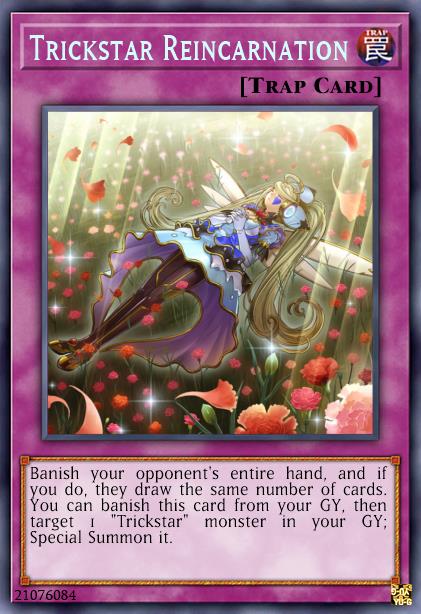 Trickstar Reincarnation
TRAP
罠
[Trap Card]
Banish your opponent's entire hand, and if
you do, they draw the same number of cards.
You can banish this card from your GY, then
target 1 "Trickstar" monster in your GY;
Special Summon it.
21076084